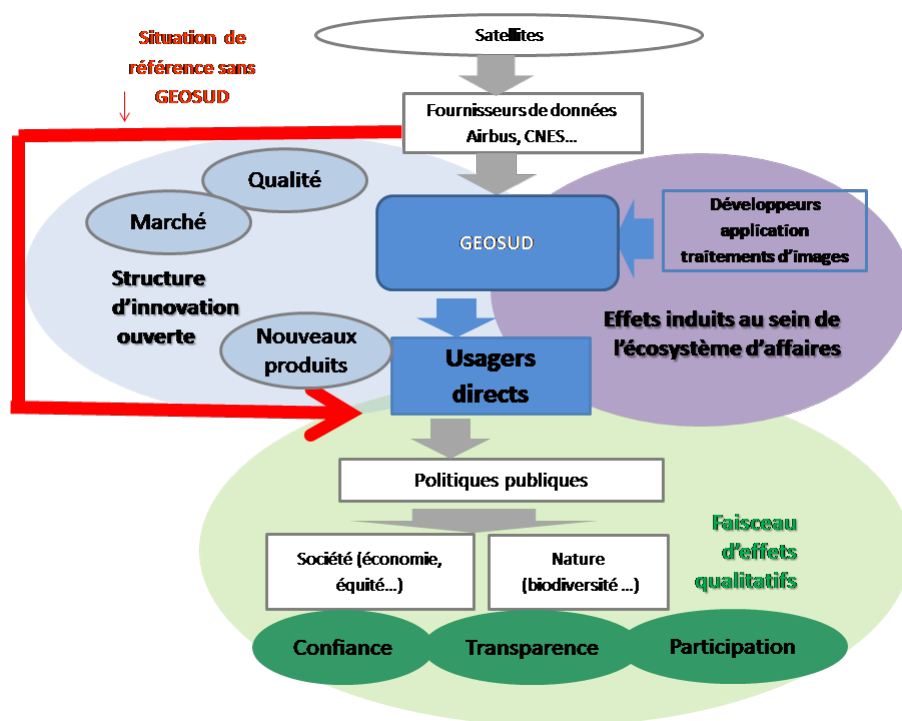 Satellites
Situation de
référence sans
GEOSUD
Fournisseurs de données
Airbus, CNES...
Qualité
Marché
Structure
d'innovation
ouverte
GEOSUD
Développeurs
application
traitements d'images
Effets induits au sein de
l'écosystème d'affaires
Nouveaux
produits
Usagers
directs
Politiques publiques
Société (économie,
équité...)
Nature
(biodiversité ...)
Faisceau
d'effets
qualitatifs
Confiance
Transparence
Participation